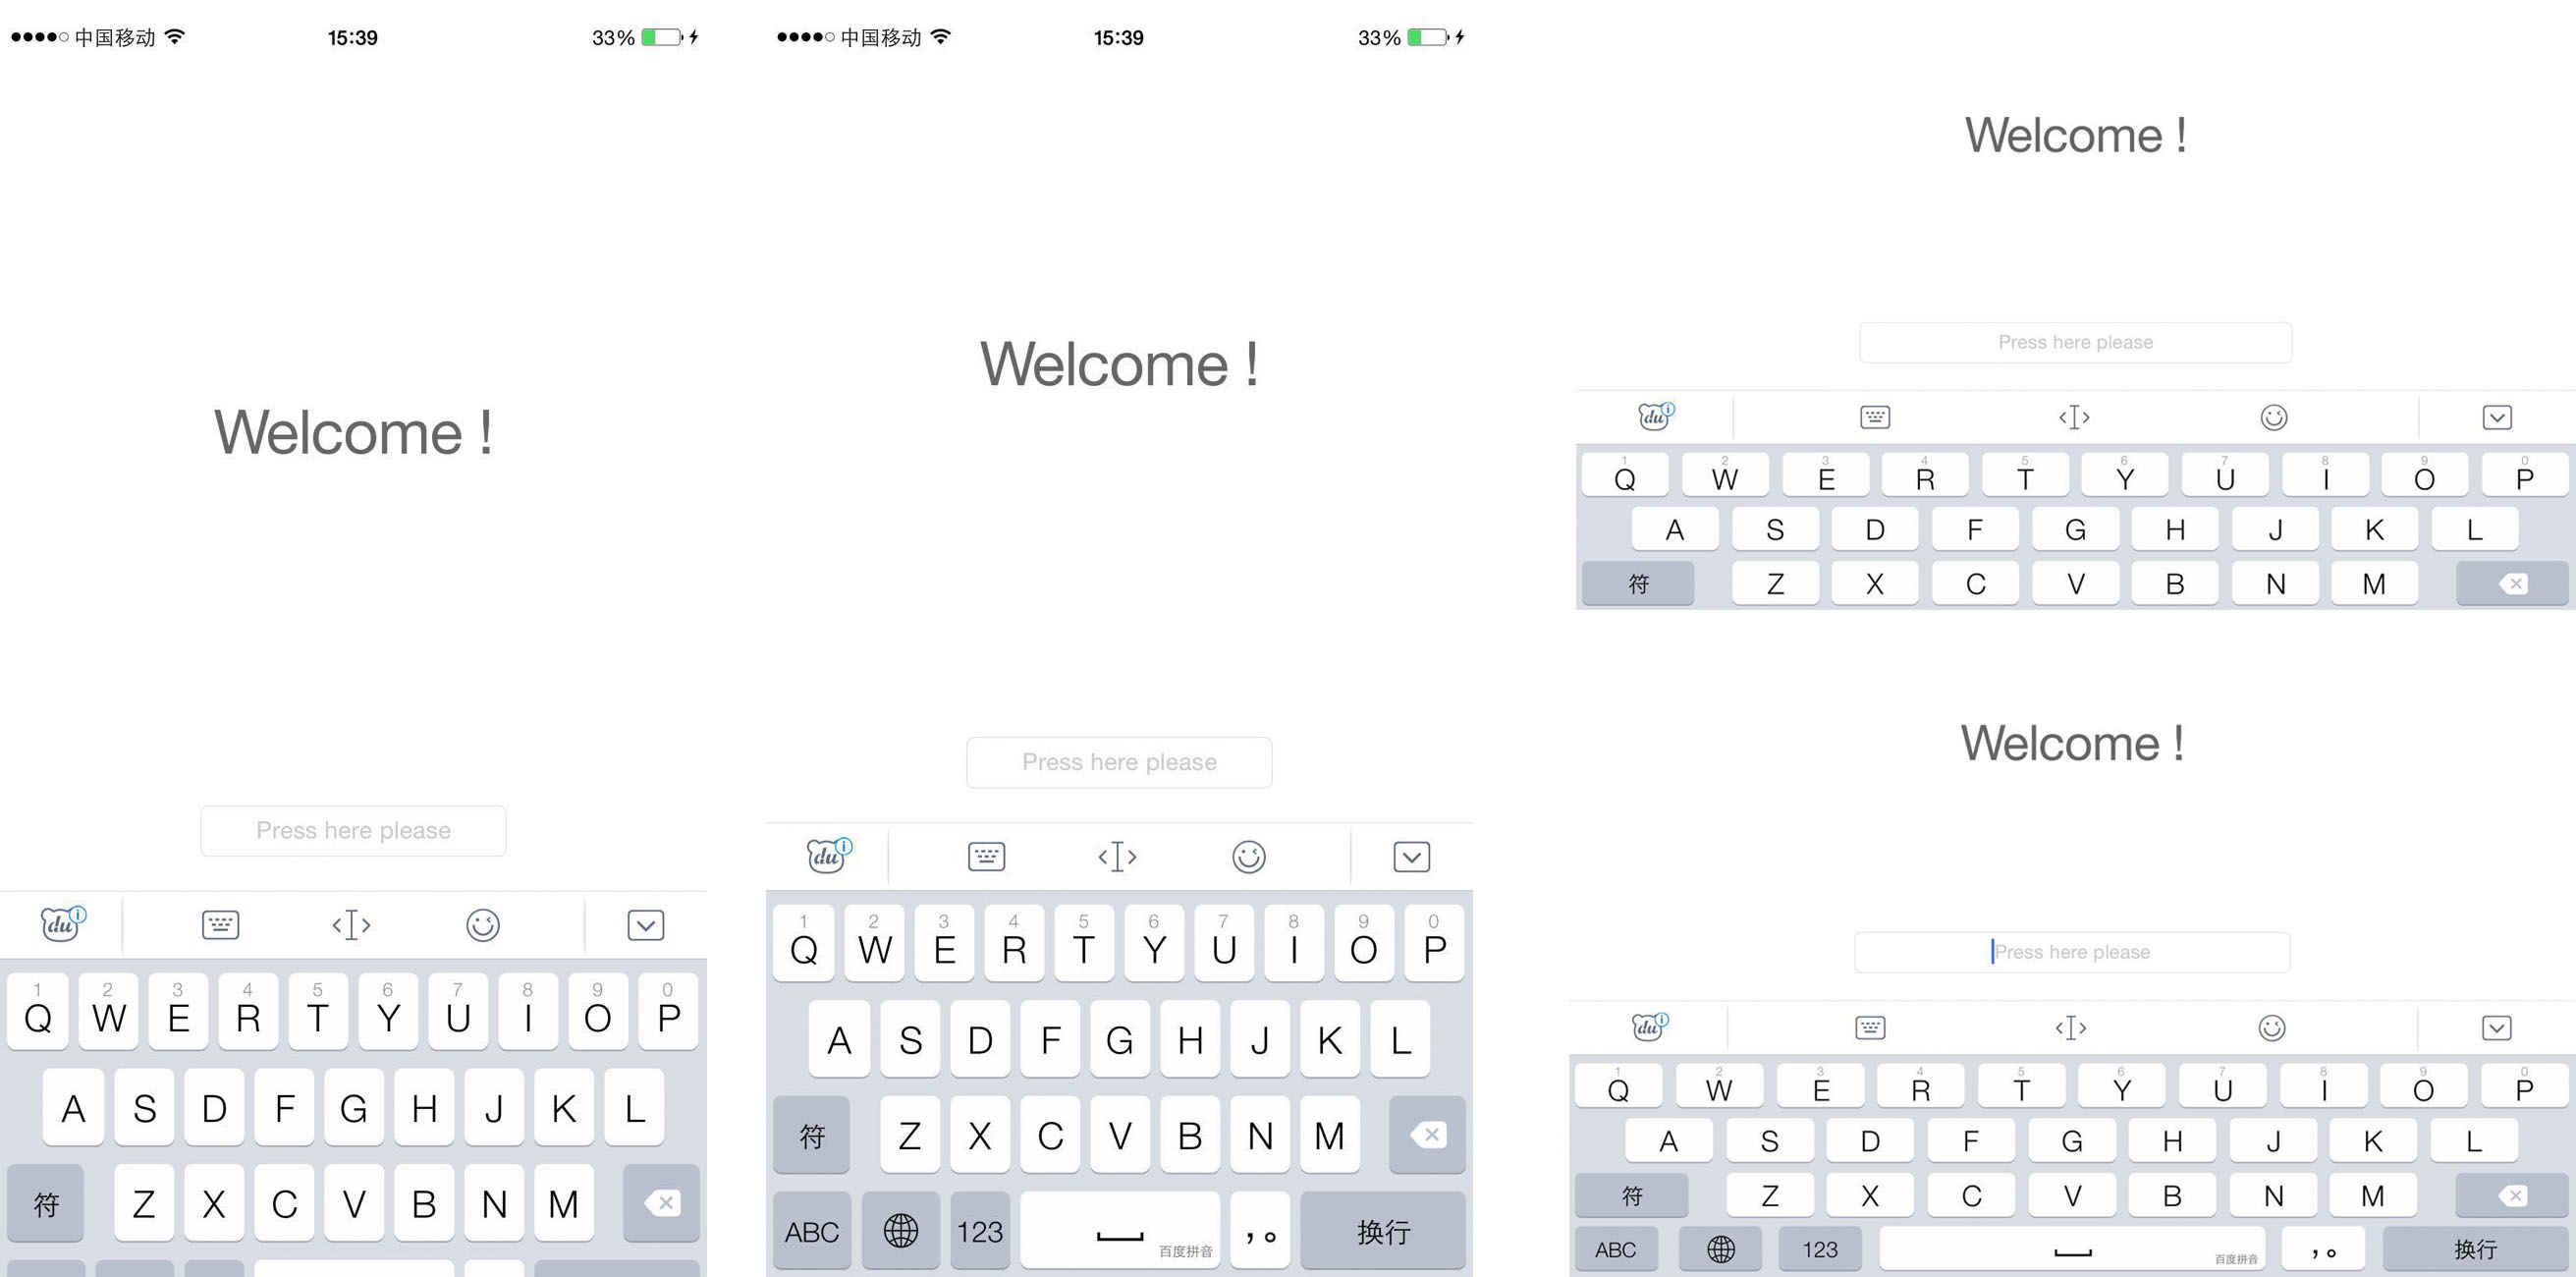 中国移动 15:39 33%
Welcome !
Press here please
du i
1 2 3 4 5 6 7 8 9 0
Q W E R T Y U I O P
A S D F G H J K L
符 Z X C V B N M
中国移动 15:39 33%
Welcome !
Press here please
du i
1 2 3 4 5 6 7 8 9 0
Q W E R T Y U I O P
A S D F G H J K L
符 Z X C V B N M
ABC 123 百度拼音 ,。 换行
Welcome !
Press here please
du i
1 2 3 4 5 6 7 8 9 0
Q W E R T Y U I O P
A S D F G H J K L
符 Z X C V B N M
Welcome !
Press here please
du i
1 2 3 4 5 6 7 8 9 0
Q W E R T Y U I O P
A S D F G H J K L
符 Z X C V B N M
ABC 123 百度拼音 ,。 换行